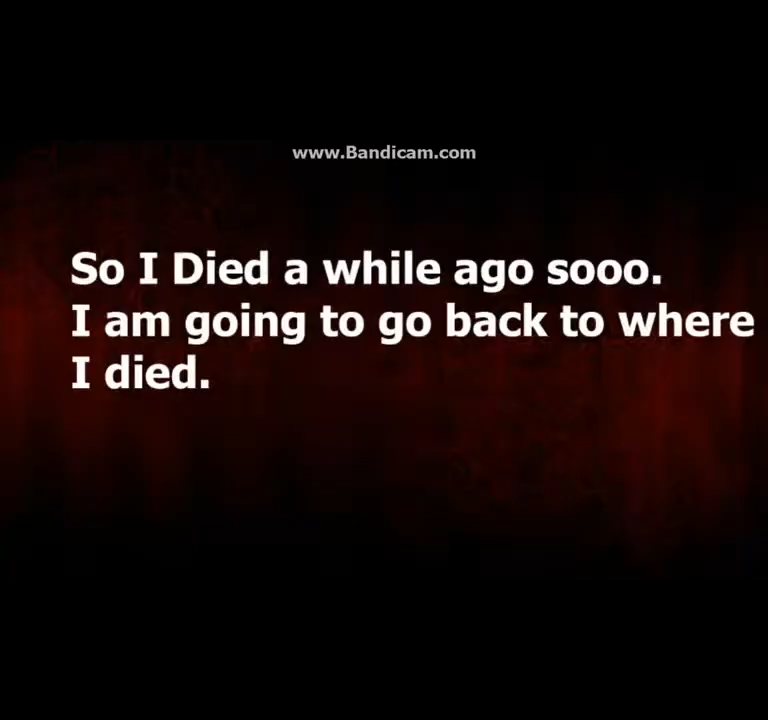 www.Bandicam.com
So I Died a while ago sooo.
I am going to go back to where
I died.